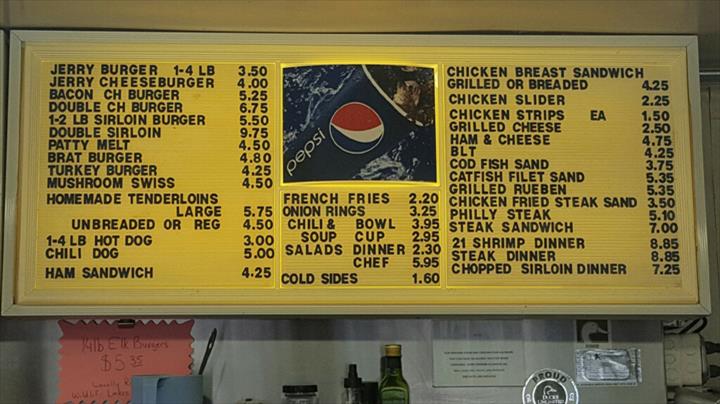 JERRY BURGER 1-4 LB 3.50
JERRY CHEESEBURGER 4.00
BACON CH BURGER 5.25
DOUBLE CH BURGER 6.75
1-2 LB SIRLOIN BURGER 5.50
DOUBLE SIRLOIN 9.75
PATTY MELT 4.50
BRAT BURGER 4.80
TURKEY BURGER 4.25
MUSHROOM SWISS 4.50
HOMEMADE TENDERLOINS
LARGE 5.75
UNBREADED OR REG 4.50
1-4 LB HOT DOG 3.00
CHILI DOG 5.00
HAM SANDWICH 4.25
pepsi
FRENCH FRIES 2.20
ONION RINGS 3.25
CHILI & BOWL 3.95
SOUP CUP 2.95
SALADS DINNER 2.30
CHEF 5.95
COLD SIDES 1.60
CHICKEN BREAST SANDWICH
GRILLED OR BREADED 4.25
CHICKEN SLIDER 2.25
CHICKEN STRIPS EA 1.50
GRILLED CHEESE 2.50
HAM & CHEESE 4.75
BLT 4.25
COD FISH SAND 3.75
CATFISH FILET SAND 5.35
GRILLED RUEBEN 5.35
CHICKEN FRIED STEAK SAND 3.50
PHILLY STEAK 5.10
STEAK SANDWICH 7.00
21 SHRIMP DINNER 8.85
STEAK DINNER 8.85
CHOPPED SIRLOIN DINNER 7.25
1/4 lb Elk Burgers
$5.35
Locally R
Wildlife Lakes
PROUD
DUCKS
UNLIMITED